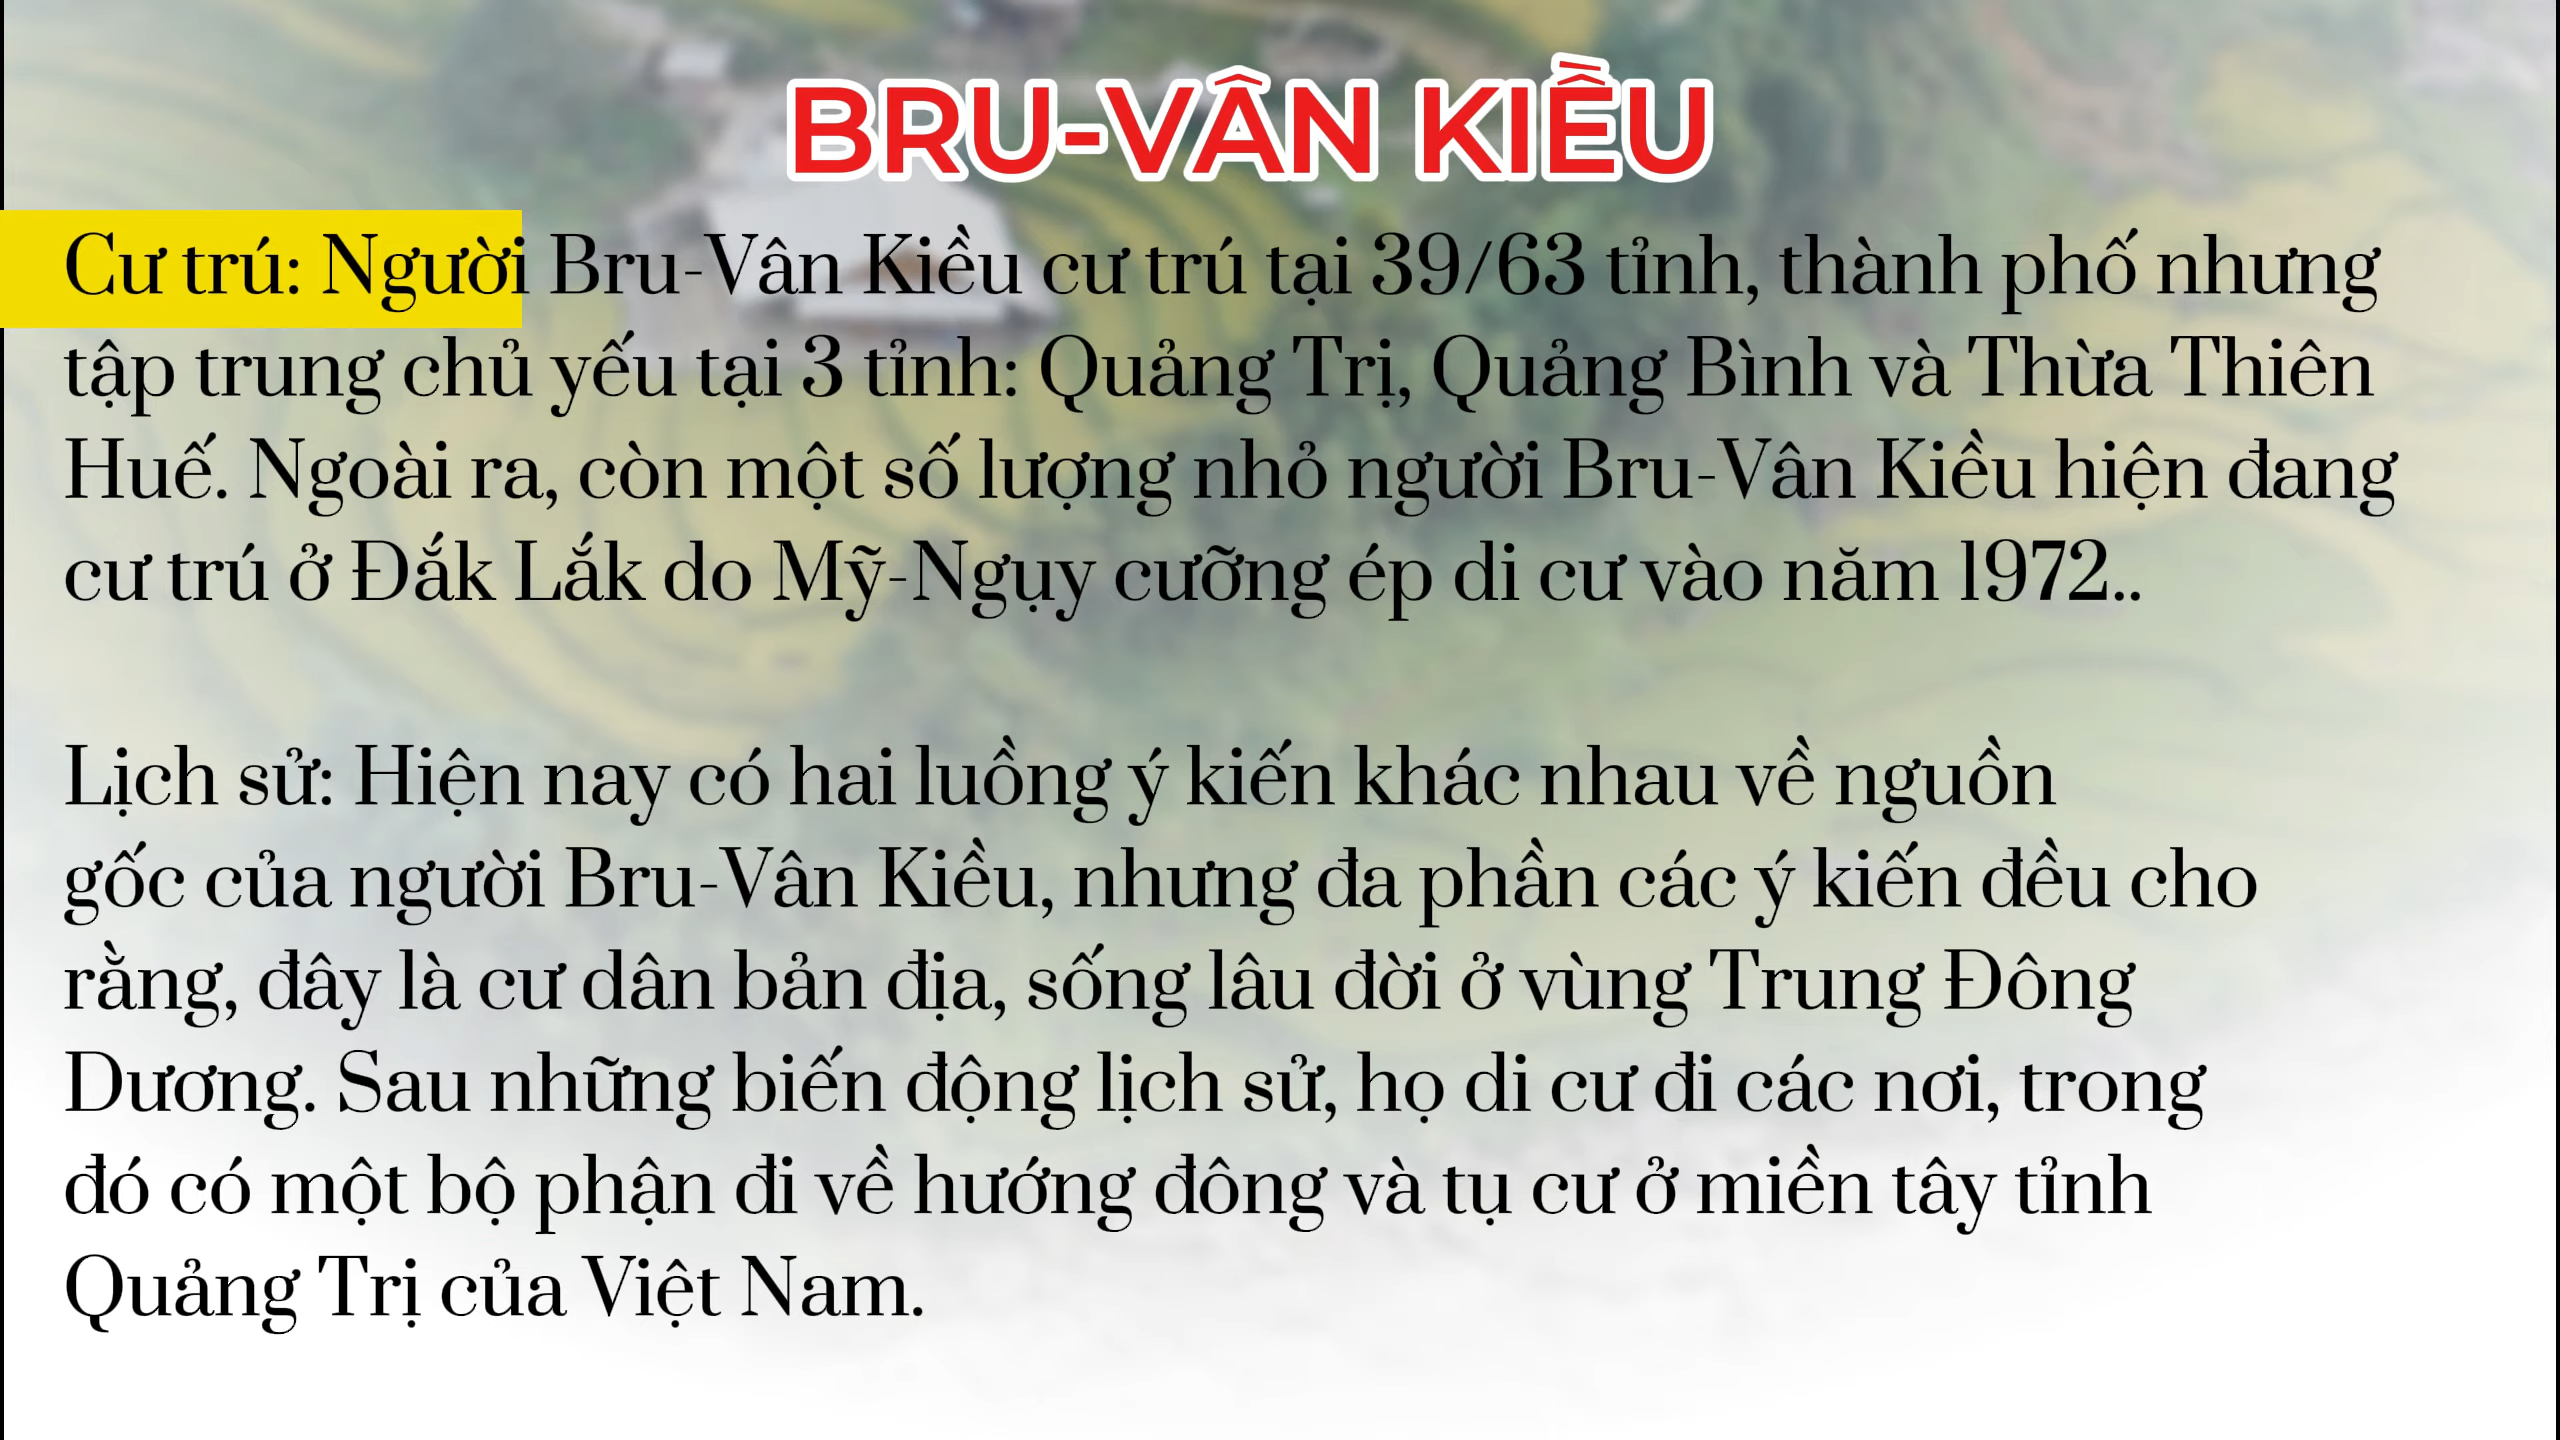 BRU-VÂN KIỀU
Cư trú: Người Bru-Vân Kiều cư trú tại 39/63 tỉnh, thành phố nhưng
tập trung chủ yếu tại 3 tỉnh: Quảng Trị, Quảng Bình và Thừa Thiên
Huế. Ngoài ra, còn một số lượng nhỏ người Bru-Vân Kiều hiện đang
cư trú ở Đắk Lắk do Mỹ-Ngụy cưỡng ép di cư vào năm 1972..
Lịch sử: Hiện nay có hai luồng ý kiến khác nhau về nguồn
gốc của người Bru-Vân Kiều, nhưng đa phần các ý kiến đều cho
rằng, đây là cư dân bản địa, sống lâu đời ở vùng Trung Đông
Dương. Sau những biến động lịch sử, họ di cư đi các nơi, trong
đó có một bộ phận đi về hướng đông và tụ cư ở miền tây tỉnh
Quảng Trị của Việt Nam.